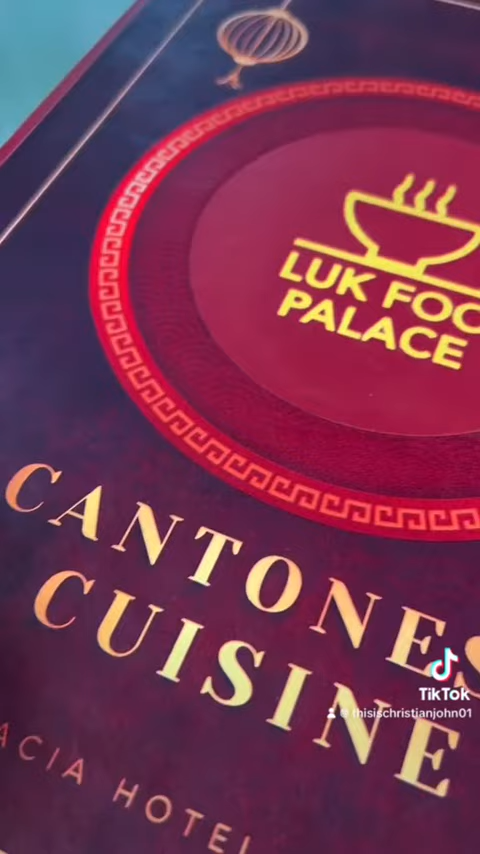 LUK FOO
PALACE
CANTONES
CUISINE
ACIA HOTEL
TikTok
thisischristianjohn01